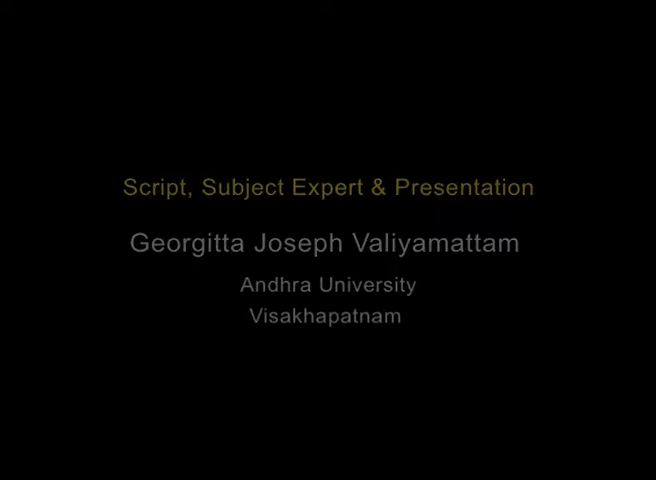 Script, Subject Expert & Presentation
Georgitta Joseph Valiyamattam
Andhra University
Visakhapatnam